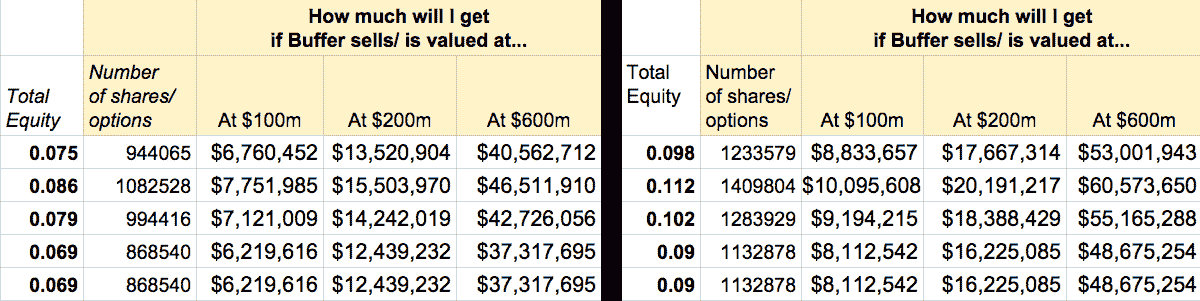 How much will I get
if Buffer sells/ is valued at...
Total
Equity
Number
of shares/
options
At $100m
At $200m
At $600m
0.075 944065 $6,760,452 $13,520,904 $40,562,712
0.086 1082528 $7,751,985 $15,503,970 $46,511,910
0.079 994416 $7,121,009 $14,242,019 $42,726,056
0.069 868540 $6,219,616 $12,439,232 $37,317,695
0.069 868540 $6,219,616 $12,439,232 $37,317,695
How much will I get
if Buffer sells/ is valued at...
Total
Equity
Number
of shares/
options
At $100m
At $200m
At $600m
0.098 1233579 $8,833,657 $17,667,314 $53,001,943
0.112 1409804 $10,095,608 $20,191,217 $60,573,650
0.102 1283929 $9,194,215 $18,388,429 $55,165,288
0.09 1132878 $8,112,542 $16,225,085 $48,675,254
0.09 1132878 $8,112,542 $16,225,085 $48,675,254